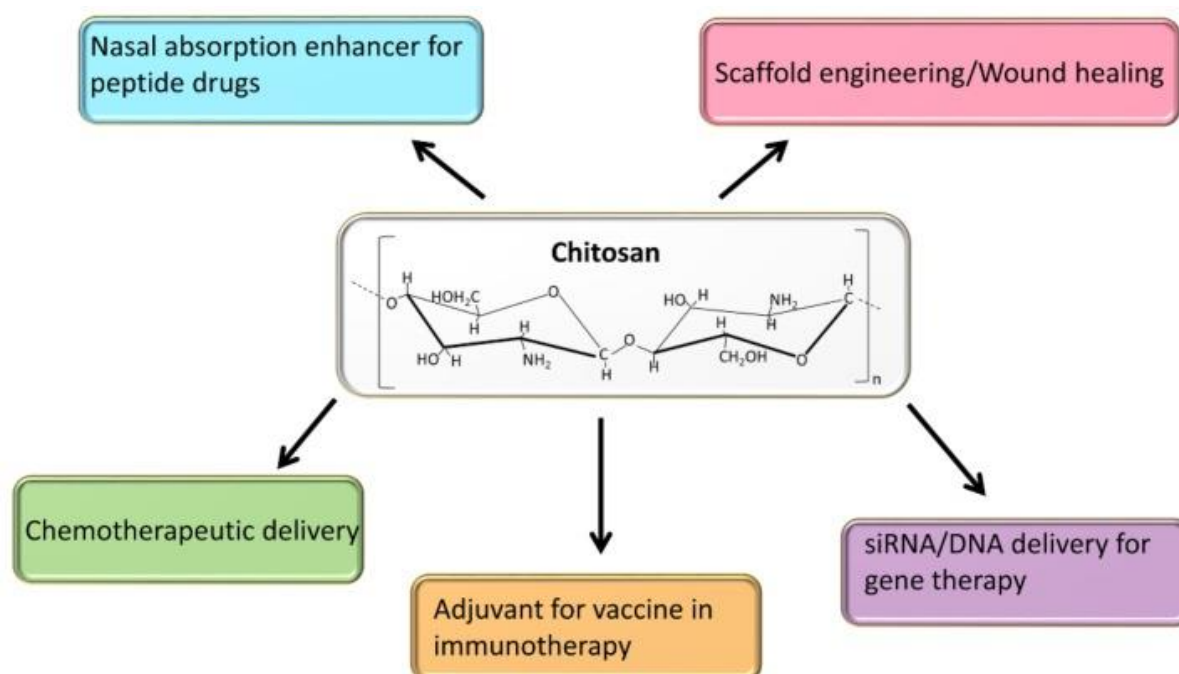 Nasal absorption enhancer for
peptide drugs
Scaffold engineering/Wound healing
Chitosan
H
HOH₂C
O
H
C
O
H
H
NH₂
HO
H
NH₂
C
H
O
HO
H
H
CH₂OH
O
H
H
n
Chemotherapeutic delivery
siRNA/DNA delivery for
gene therapy
Adjuvant for vaccine in
immunotherapy